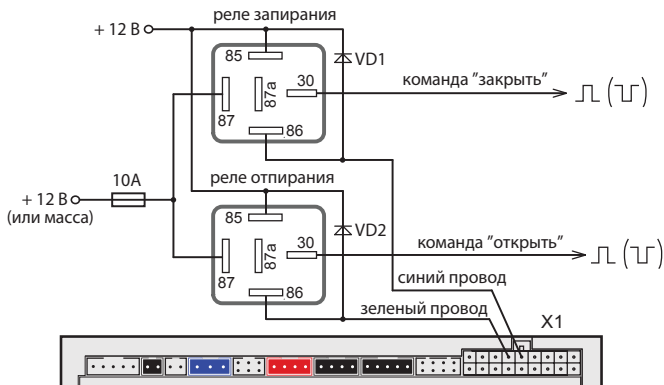 реле запирания
+ 12 В
85
VD1
87а
30
команда "закрыть"
87
86
реле отпирания
10А
+ 12 В
(или масса)
85
VD2
87а
30
команда "открыть"
87
86
синий провод
зеленый провод
X1